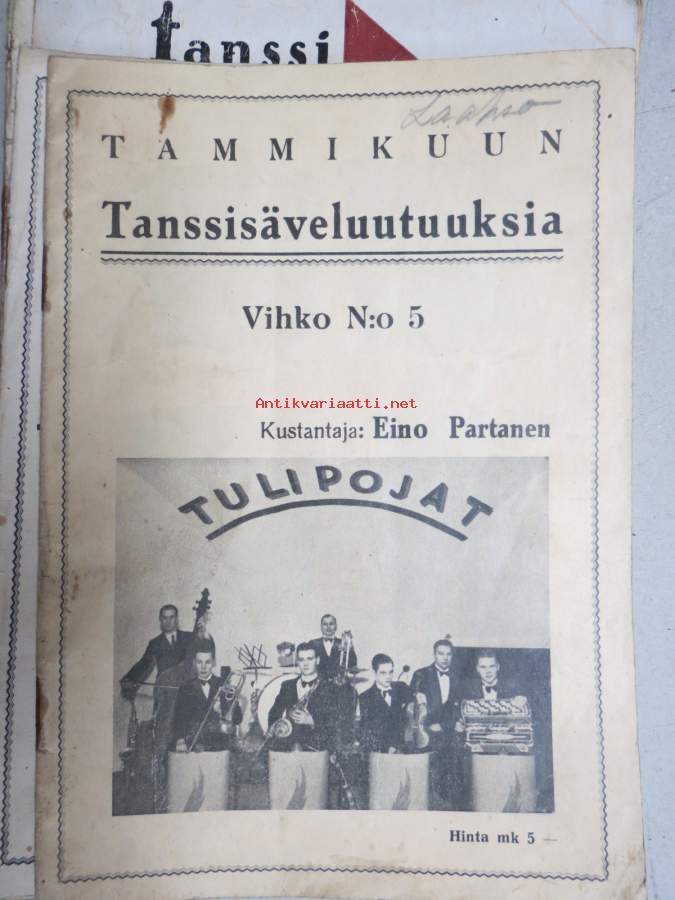 tanssi
Laakso
TAMMIKUUN
Tanssisäveluutuuksia
Vihko N:o 5
Antikvariaatti.net
Kustantaja: Eino Partanen
TULIPOJAT
Hinta mk 5 —